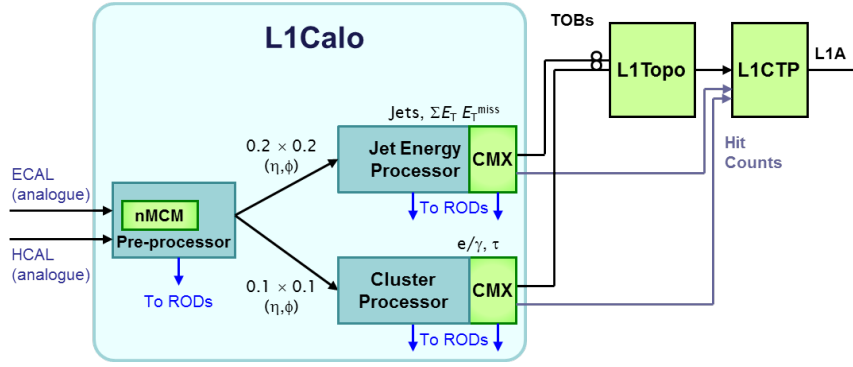 L1Calo
TOBs
L1Topo
L1CTP
L1A
Jets, ΣE_T E_T^miss
0.2 × 0.2
(η,ϕ)
Jet Energy
Processor
CMX
Hit
Counts
ECAL
(analogue)
nMCM
Pre-processor
To RODs
HCAL
(analogue)
e/γ, τ
To RODs
0.1 × 0.1
(η,ϕ)
Cluster
Processor
CMX
To RODs